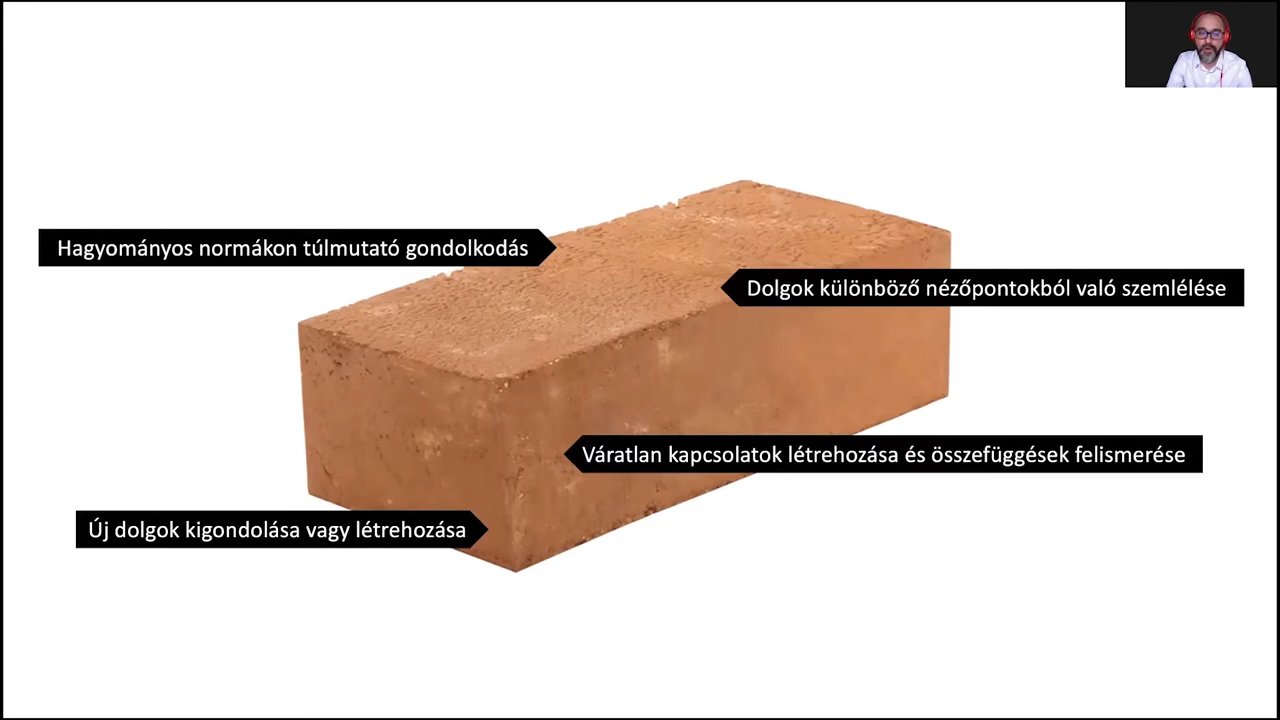 Hagyományos normákon túlmutató gondolkodás
Dolgok különböző nézőpontokból való szemlélése
Váratlan kapcsolatok létrehozása és összefüggések felismerése
Új dolgok kigondolása vagy létrehozása